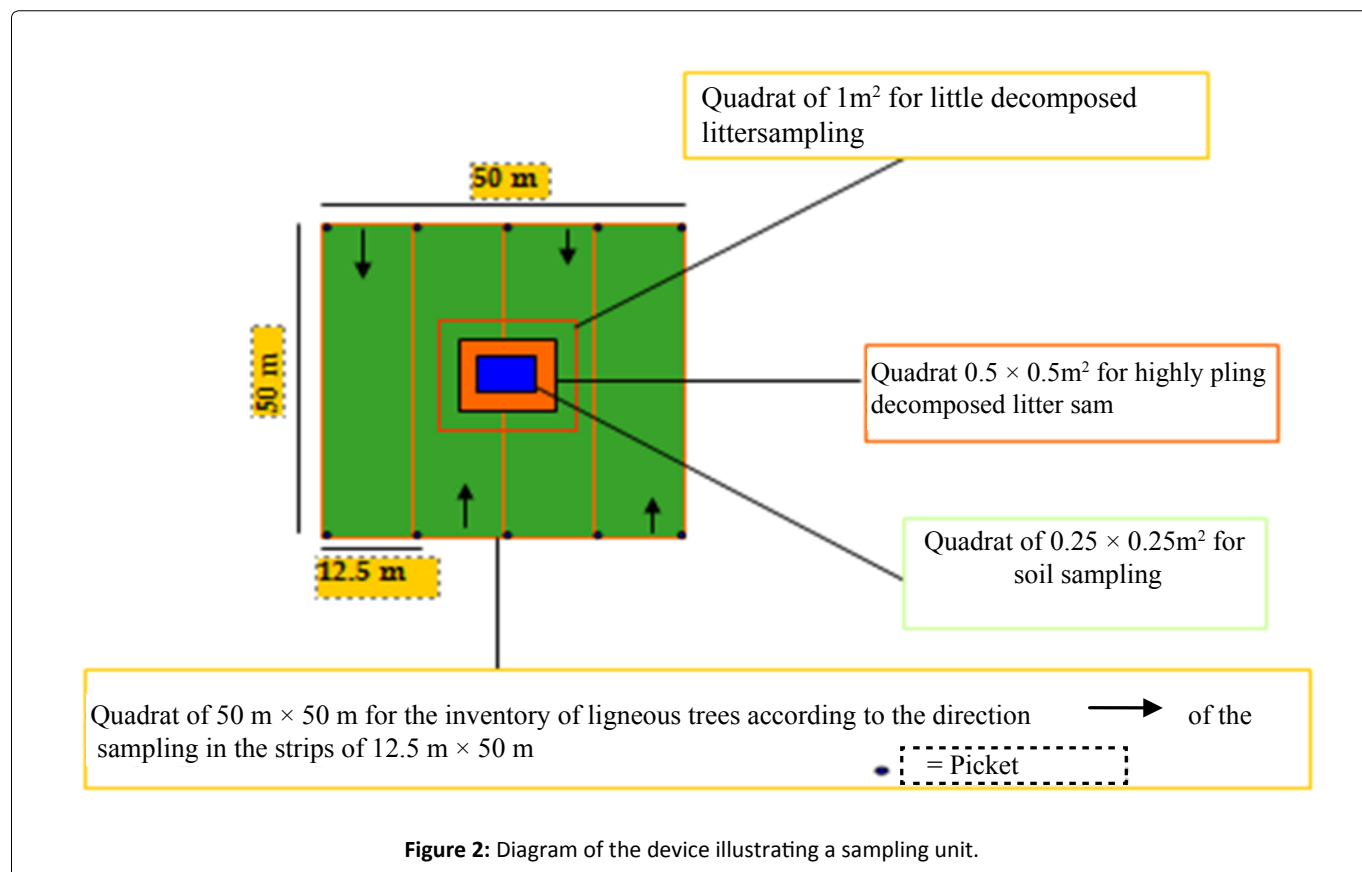 Quadrat of 1m² for little decomposed
littersampling
50 m
50 m
Quadrat 0.5 × 0.5m² for highly pling
decomposed litter sam
Quadrat of 0.25 × 0.25m² for
soil sampling
12.5 m
Quadrat of 50 m × 50 m for the inventory of ligneous trees according to the direction of the
sampling in the strips of 12.5 m × 50 m
= Picket
Figure 2: Diagram of the device illustrating a sampling unit.